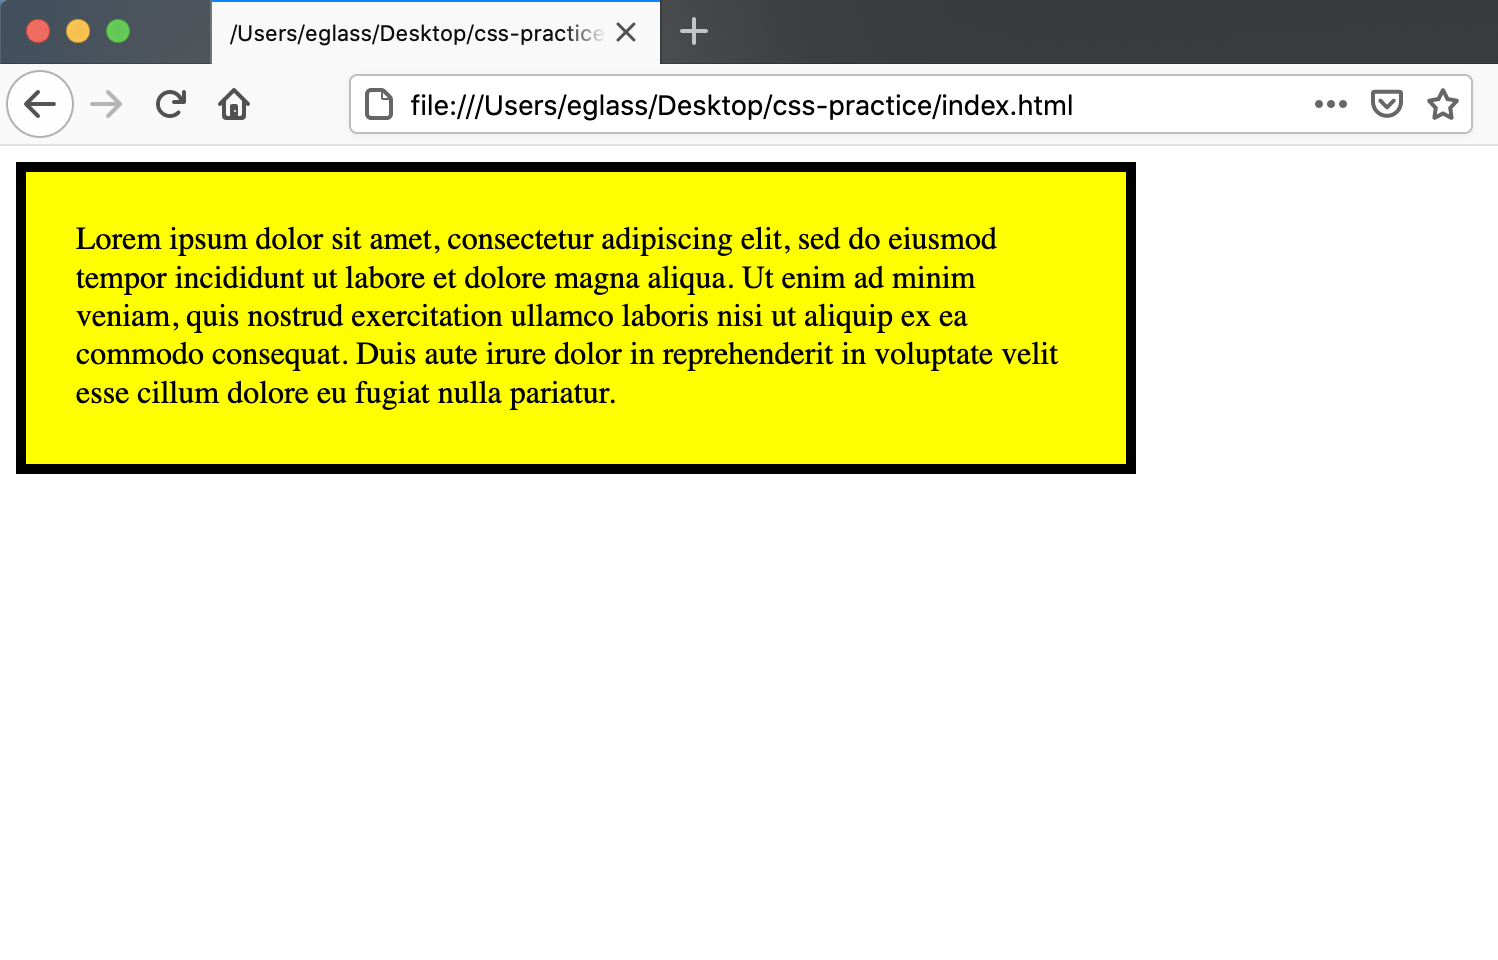 /Users/eglass/Desktop/css-practice
file:///Users/eglass/Desktop/css-practice/index.html
Lorem ipsum dolor sit amet, consectetur adipiscing elit, sed do eiusmod
tempor incididunt ut labore et dolore magna aliqua. Ut enim ad minim
veniam, quis nostrud exercitation ullamco laboris nisi ut aliquip ex ea
commodo consequat. Duis aute irure dolor in reprehenderit in voluptate velit
esse cillum dolore eu fugiat nulla pariatur.